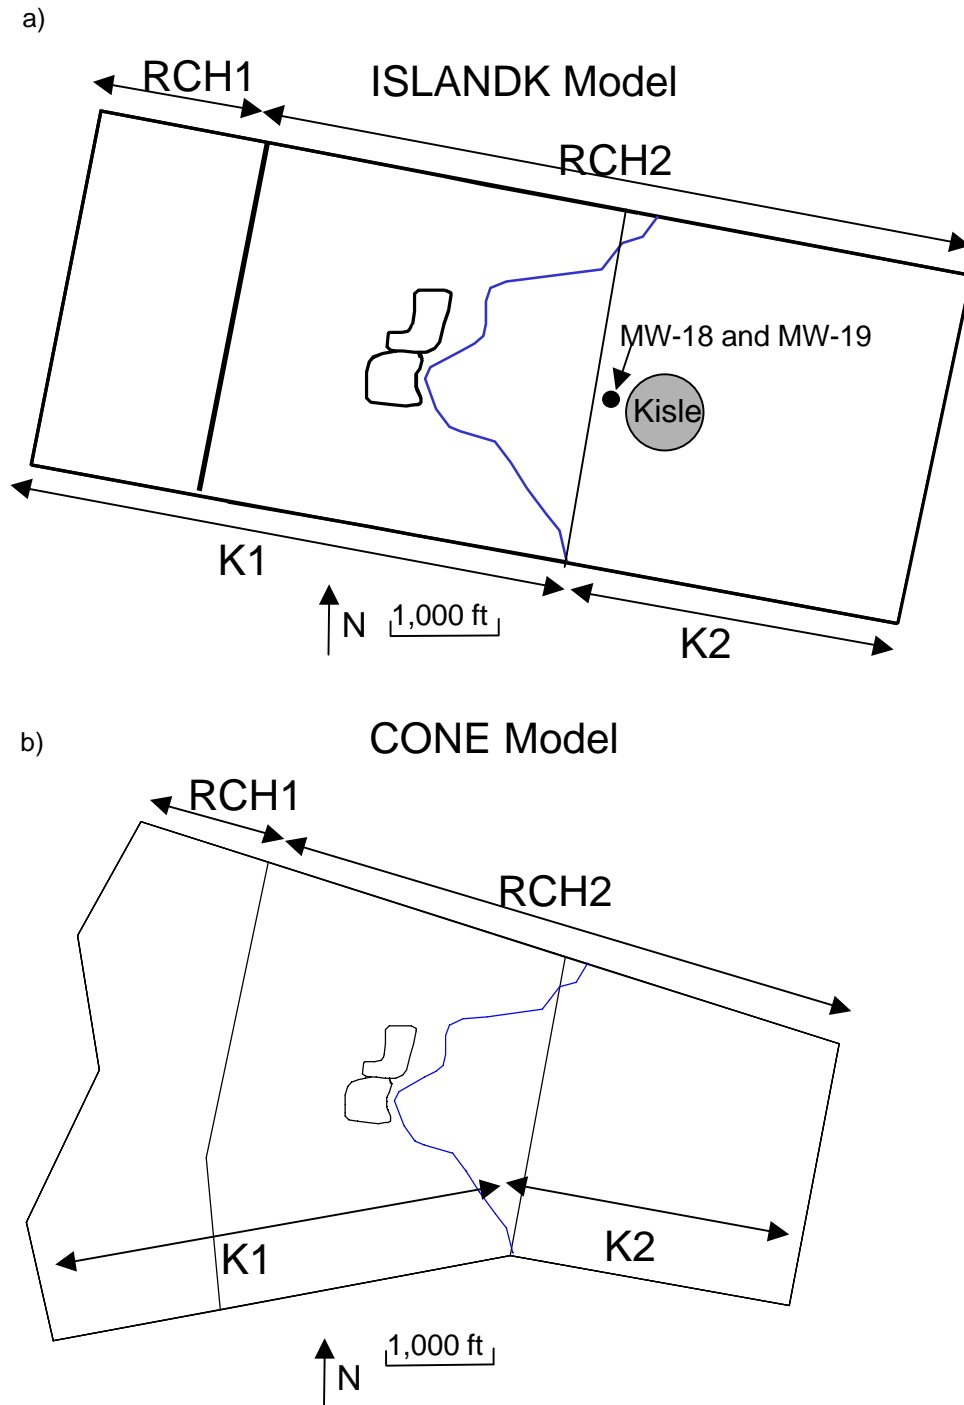 a)
RCH1
ISLANDK Model
RCH2
MW-18 and MW-19
Kisle
K1
N
1,000 ft
K2
b)
CONE Model
RCH1
RCH2
K1
K2
N
1,000 ft